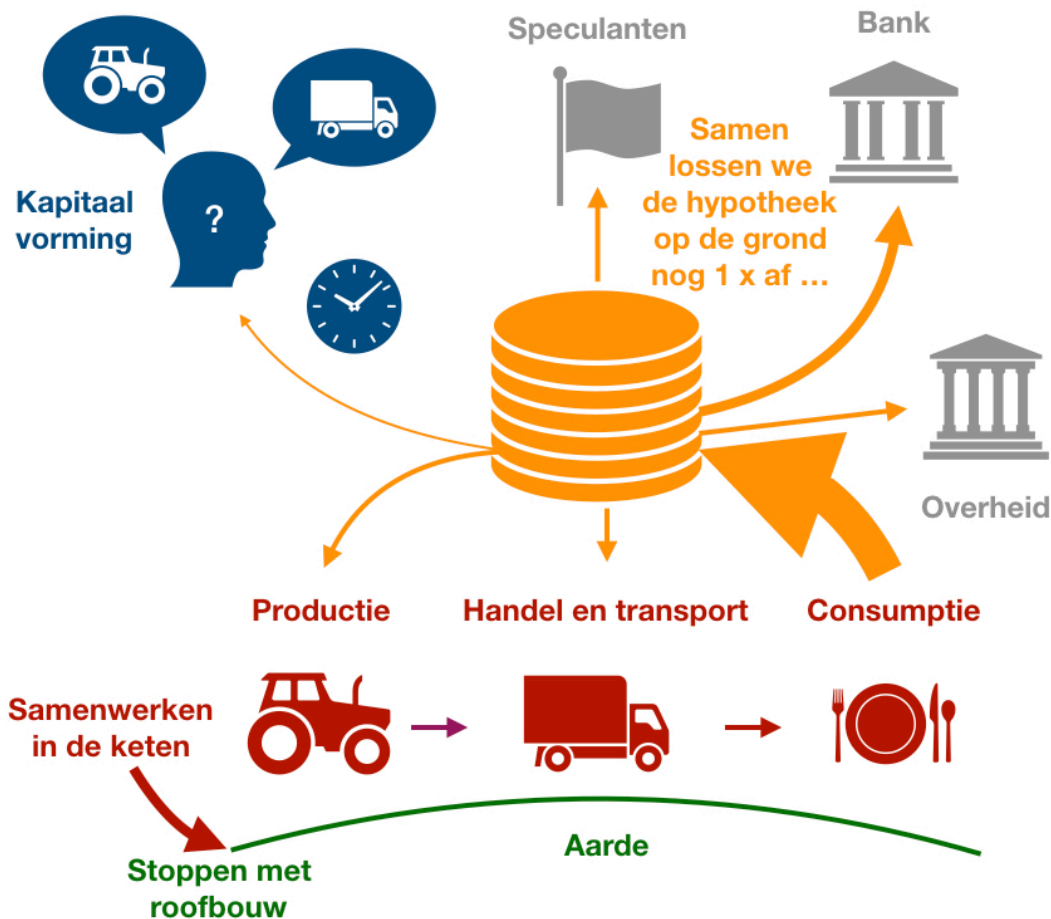 Speculanten
Bank
Samen
lossen we
de hypotheek
op de grond
nog 1 x af ...
Kapitaal
vorming
?
Overheid
Productie
Handel en transport
Consumptie
Samenwerken
in de keten
Aarde
Stoppen met
roofbouw